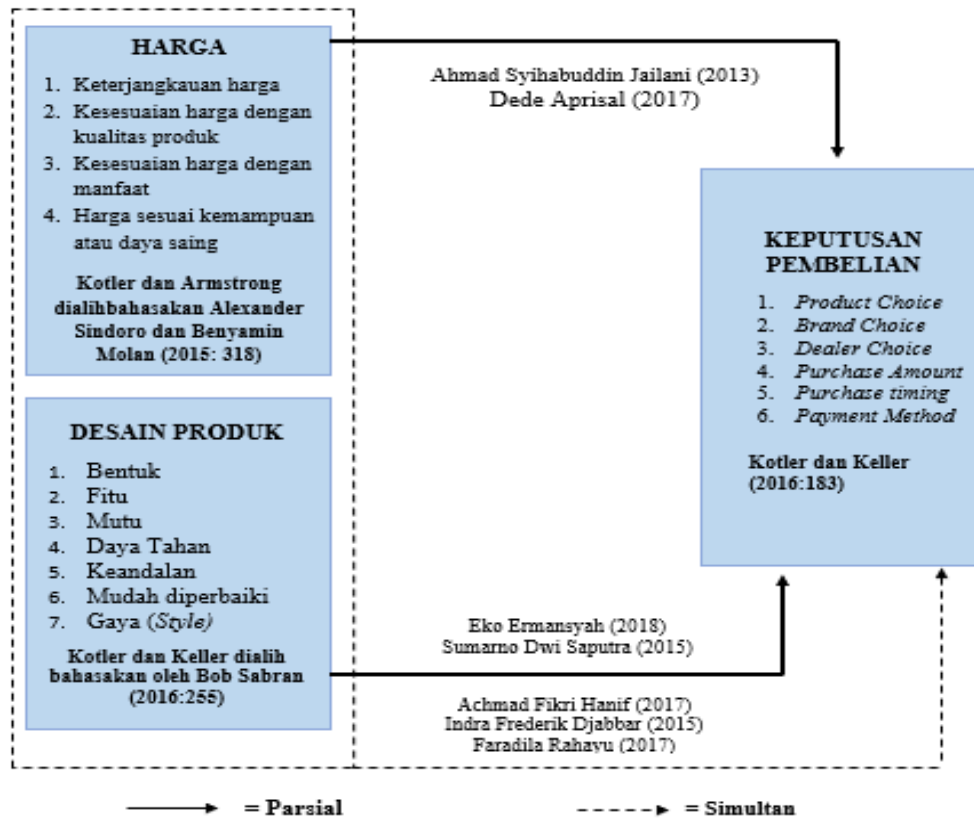 HARGA
1. Keterjangkauan harga
2. Kesesuaian harga dengan
kualitas produk
3. Kesesuaian harga dengan
manfaat
4. Harga sesuai kemampuan
atau daya saing
Kotler dan Armstrong
dialihbahasakan Alexander
Sindoro dan Benyamin
Molan (2015: 318)
Ahmad Syihabuddin Jailani (2013)
Dede Aprisal (2017)
KEPUTUSAN
PEMBELIAN
1. Product Choice
2. Brand Choice
3. Dealer Choice
4. Purchase Amount
5. Purchase timing
6. Payment Method
Kotler dan Keller
(2016:183)
DESAIN PRODUK
1. Bentuk
2. Fitu
3. Mutu
4. Daya Tahan
5. Keandalan
6. Mudah diperbaiki
7. Gaya (Style)
Kotler dan Keller dialih
bahasakan oleh Bob Sabran
(2016:255)
Eko Ermansyah (2018)
Sumarno Dwi Saputra (2015)
Achmad Fikri Hanif (2017)
Indra Frederik Djabbar (2015)
Faradila Rahayu (2017)
= Parsial
= Simultan